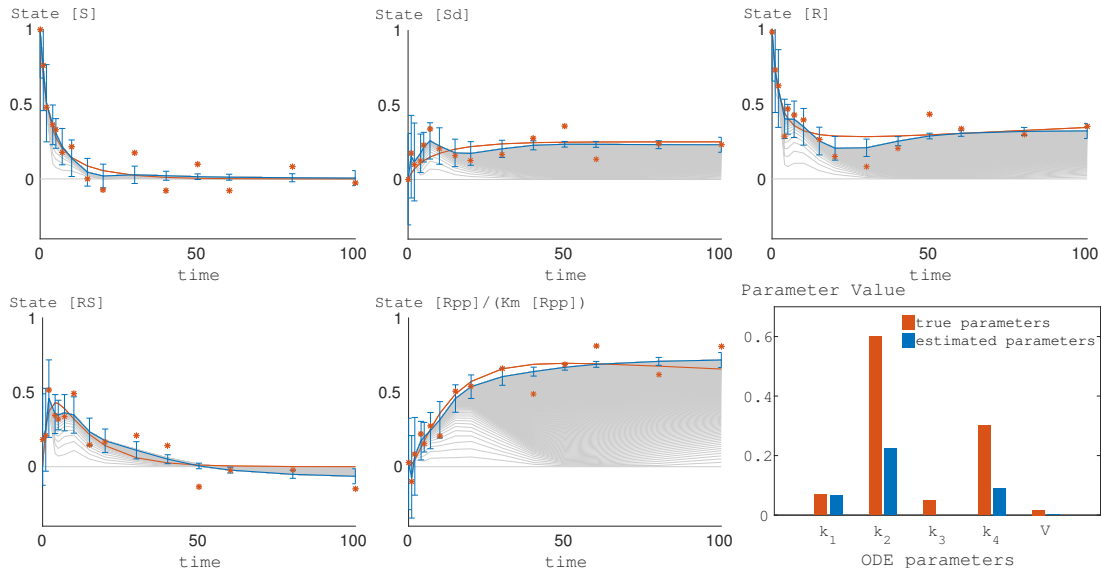 State [S]
1
0.5
0
0
50
100
time
State [Sd]
1
0.5
0
0
50
100
time
State [R]
1
0.5
0
0
50
100
time
State [RS]
1
0.5
0
0
50
100
time
State [Rpp]/(Km [Rpp])
1
0.5
0
0
50
100
time
Parameter Value
0.6
0.4
0.2
0
true parameters
estimated parameters
k1 k2 k3 k4 V
ODE parameters